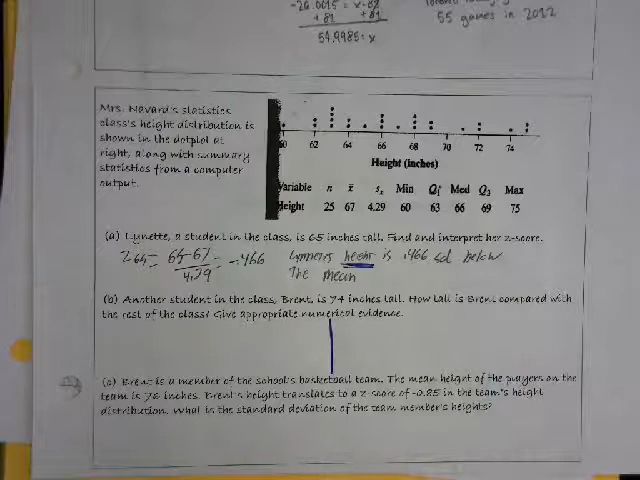 -26.0015 = x-81
+81 +81
54.9985 = x
55 games in 2012
Mrs. Navard's statistics
class's height distribution is
shown in the dotplot at
right, along with summary
statistics from a computer
output.
60 62 64 66 68 70 72 74
Height (inches)
Variable n x̄ sₓ Min Q₁ Med Q₃ Max
Height 25 67 4.29 60 63 66 69 75
(a) Lynette, a student in the class, is 65 inches tall. Find and interpret her z-score.
Z65= 65-67 = -.466 is .466 sd below
4.29 The mean
(b) Another student in the class, Brent, is 74 inches tall. How tall is Brent compared with
the rest of the class? Give appropriate numerical evidence.
(c) Brent is a member of the school's basketball team. The mean height of the players on the
team is 76 inches. Brent's height translates to a z-score of -0.85 in the team's height
distribution. What is the standard deviation of the team member's heights?